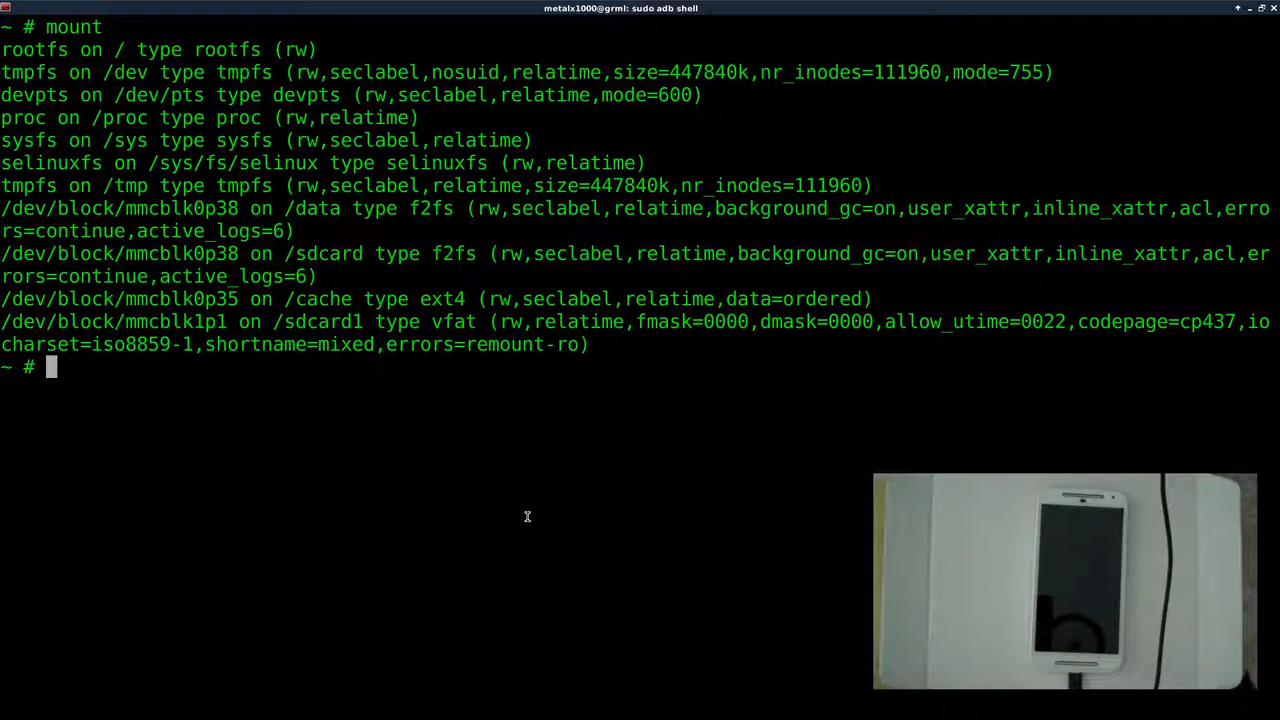 metalx1000@grml: sudo adb shell
~ # mount
rootfs on / type rootfs (rw)
tmpfs on /dev type tmpfs (rw,seclabel,nosuid,relatime,size=447840k,nr_inodes=111960,mode=755)
devpts on /dev/pts type devpts (rw,seclabel,relatime,mode=600)
proc on /proc type proc (rw,relatime)
sysfs on /sys type sysfs (rw,seclabel,relatime)
selinuxfs on /sys/fs/selinux type selinuxfs (rw,relatime)
tmpfs on /tmp type tmpfs (rw,seclabel,relatime,size=447840k,nr_inodes=111960)
/dev/block/mmcblk0p38 on /data type f2fs (rw,seclabel,relatime,background_gc=on,user_xattr,inline_xattr,acl,erro
rs=continue,active_logs=6)
/dev/block/mmcblk0p38 on /sdcard type f2fs (rw,seclabel,relatime,background_gc=on,user_xattr,inline_xattr,acl,er
rors=continue,active_logs=6)
/dev/block/mmcblk0p35 on /cache type ext4 (rw,seclabel,relatime,data=ordered)
/dev/block/mmcblk1p1 on /sdcard1 type vfat (rw,relatime,fmask=0000,dmask=0000,allow_utime=0022,codepage=cp437,io
charset=iso8859-1,shortname=mixed,errors=remount-ro)
~ #